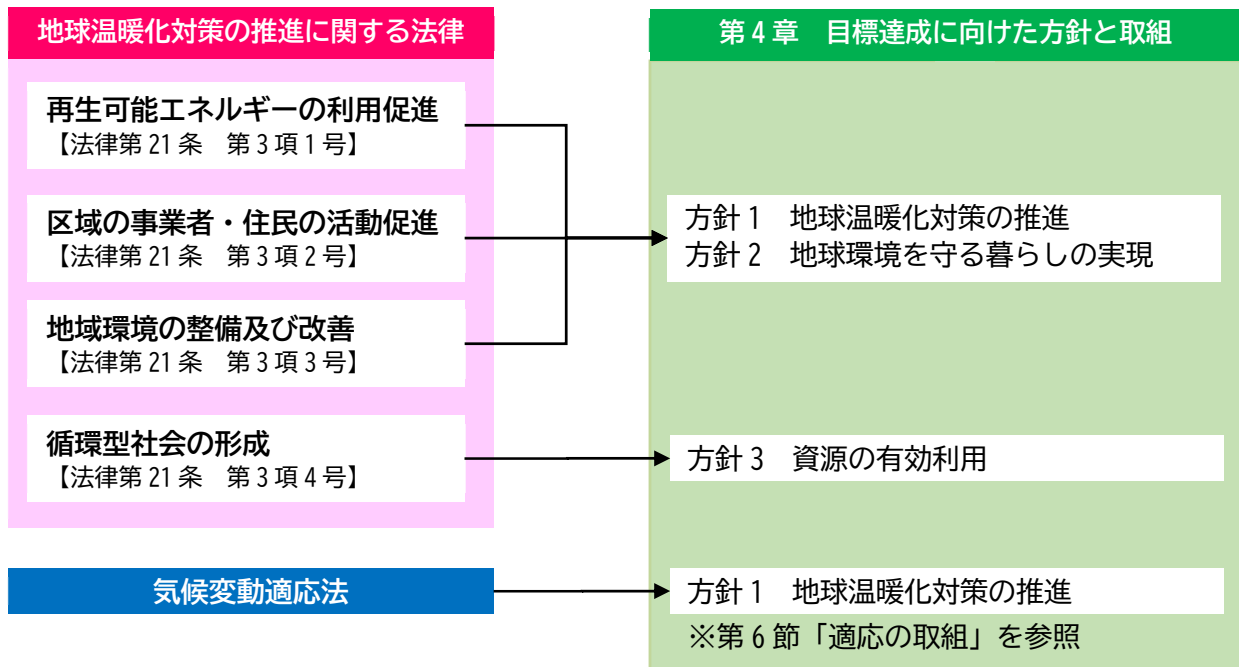 地球温暖化対策の推進に関する法律
再生可能エネルギーの利用促進
【法律第21条　第3項1号】
区域の事業者・住民の活動促進
【法律第21条　第3項2号】
地域環境の整備及び改善
【法律第21条　第3項3号】
循環型社会の形成
【法律第21条　第3項4号】
気候変動適応法
第4章　目標達成に向けた方針と取組
方針1　地球温暖化対策の推進
方針2　地球環境を守る暮らしの実現
方針3　資源の有効利用
方針1　地球温暖化対策の推進
※第6節「適応の取組」を参照